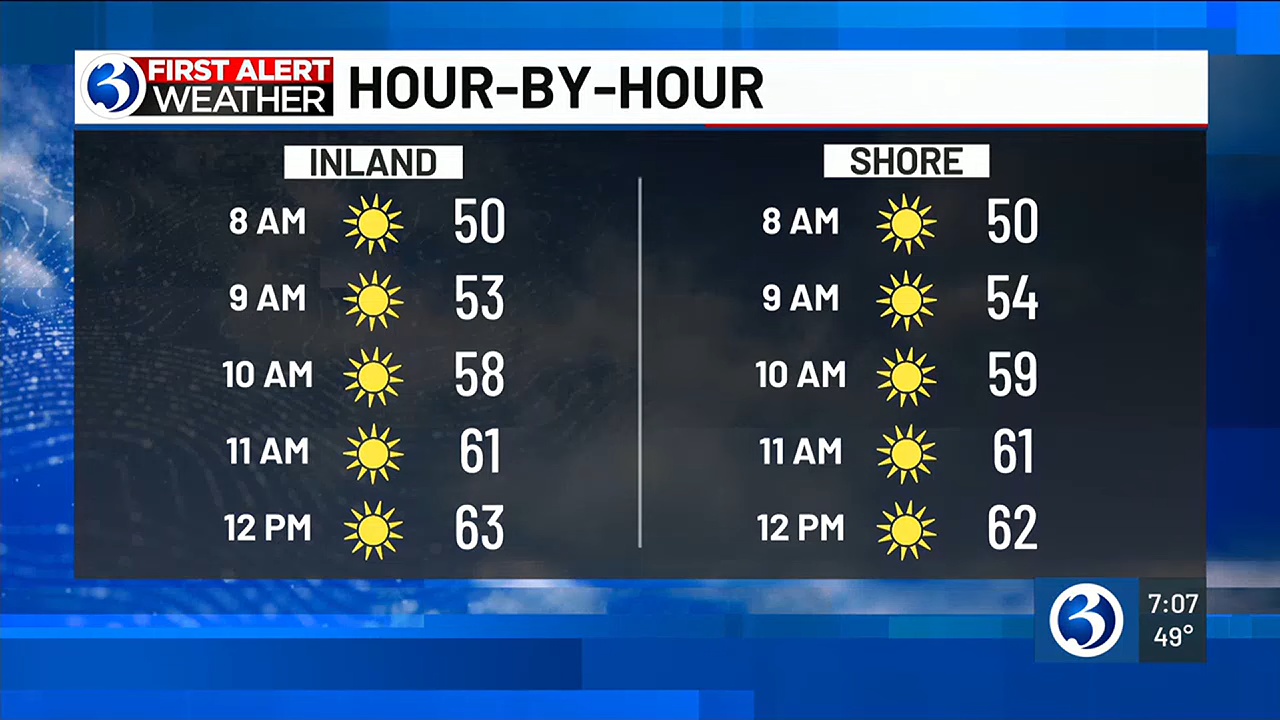 3 FIRST ALERT
WEATHER
HOUR-BY-HOUR
INLAND
8 AM 50
9 AM 53
10 AM 58
11 AM 61
12 PM 63
SHORE
8 AM 50
9 AM 54
10 AM 59
11 AM 61
12 PM 62
3
7:07
49°